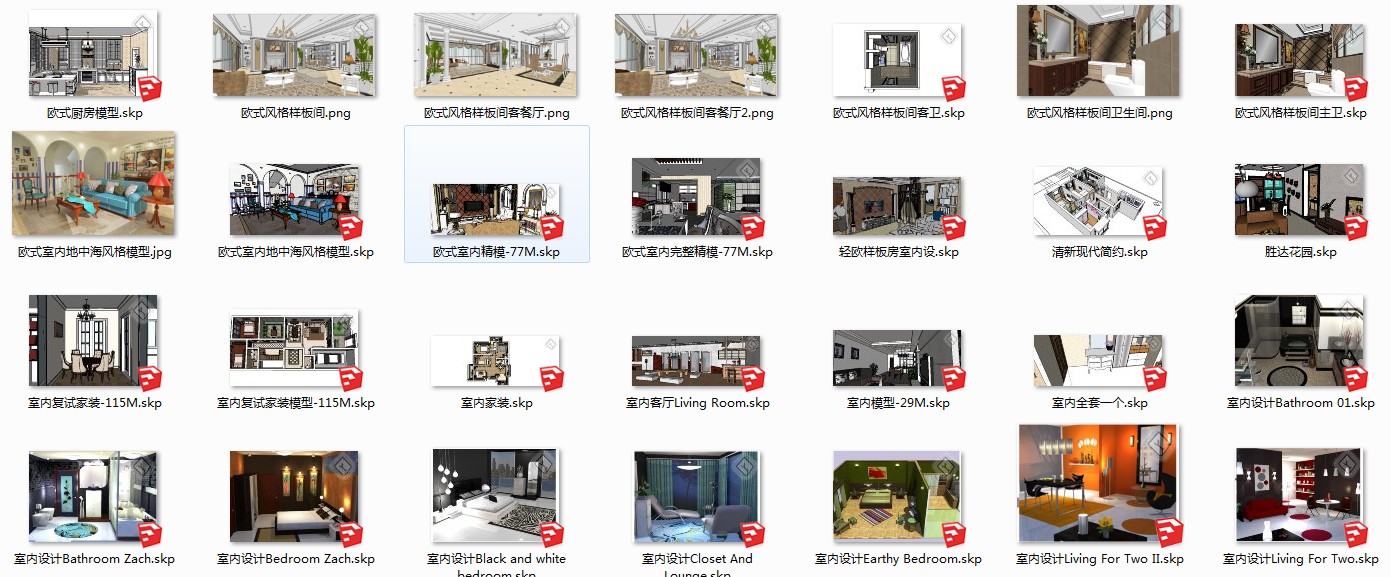 欧式厨房模型.skp
欧式风格样板间.png
欧式风格样板间客餐厅.png
欧式风格样板间客餐厅2.png
欧式风格样板间客卫.skp
欧式风格样板间卫生间.png
欧式风格样板间主卫.skp
欧式室内地中海风格模型.jpg
欧式室内地中海风格模型.skp
欧式室内精模-77M.skp
欧式室内完整精模-77M.skp
轻欧样板房室内设.skp
清新现代简约.skp
胜达花园.skp
室内复试家装-115M.skp
室内复试家装模型-115M.skp
室内家装.skp
室内客厅Living Room.skp
室内模型-29M.skp
室内全套一个.skp
室内设计Bathroom 01.skp
室内设计Bathroom Zach.skp
室内设计Bedroom Zach.skp
室内设计Black and white
bedroom.skp
室内设计Closet And
Lounge.skp
室内设计Earthy Bedroom.skp
室内设计Living For Two II.skp
室内设计Living For Two.skp